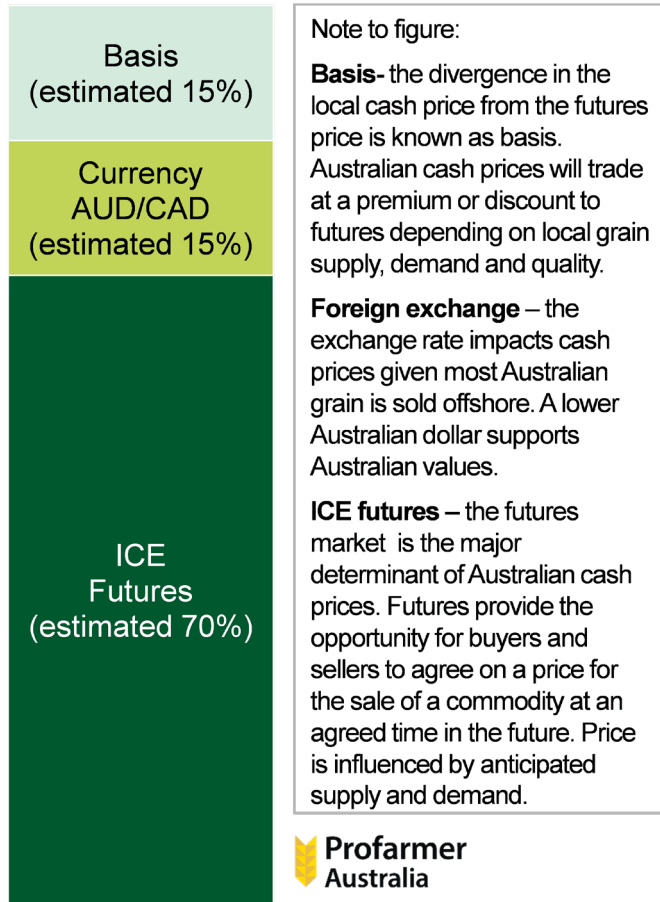 Basis
(estimated 15%)
Currency
AUD/CAD
(estimated 15%)
ICE
Futures
(estimated 70%)
Note to figure:
Basis- the divergence in the
local cash price from the futures
price is known as basis.
Australian cash prices will trade
at a premium or discount to
futures depending on local grain
supply, demand and quality.
Foreign exchange – the
exchange rate impacts cash
prices given most Australian
grain is sold offshore. A lower
Australian dollar supports
Australian values.
ICE futures – the futures
market is the major
determinant of Australian cash
prices. Futures provide the
opportunity for buyers and
sellers to agree on a price for
the sale of a commodity at an
agreed time in the future. Price
is influenced by anticipated
supply and demand.
Profarmer
Australia